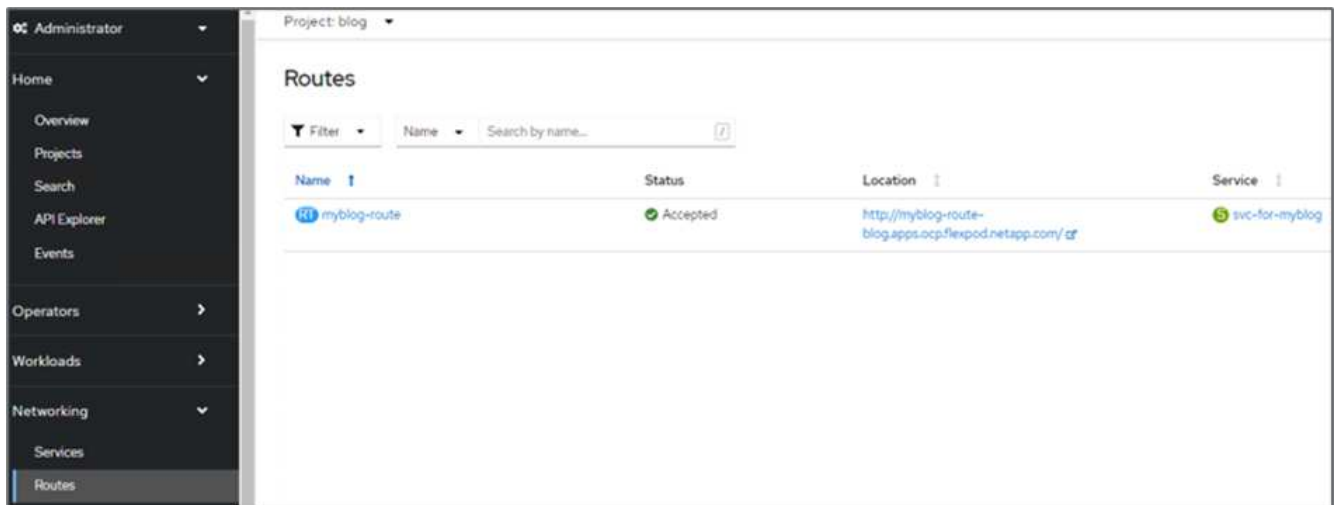 Administrator
Project: blog
Home
Overview
Projects
Search
API Explorer
Events
Operators
Workloads
Networking
Services
Routes
Routes
Filter
Name
Search by name...
/
Name
Status
Location
Service
RT myblog-route
Accepted
http://myblog-route-
blog.apps.ocp.flexpod.netapp.com/
S svc-for-myblog